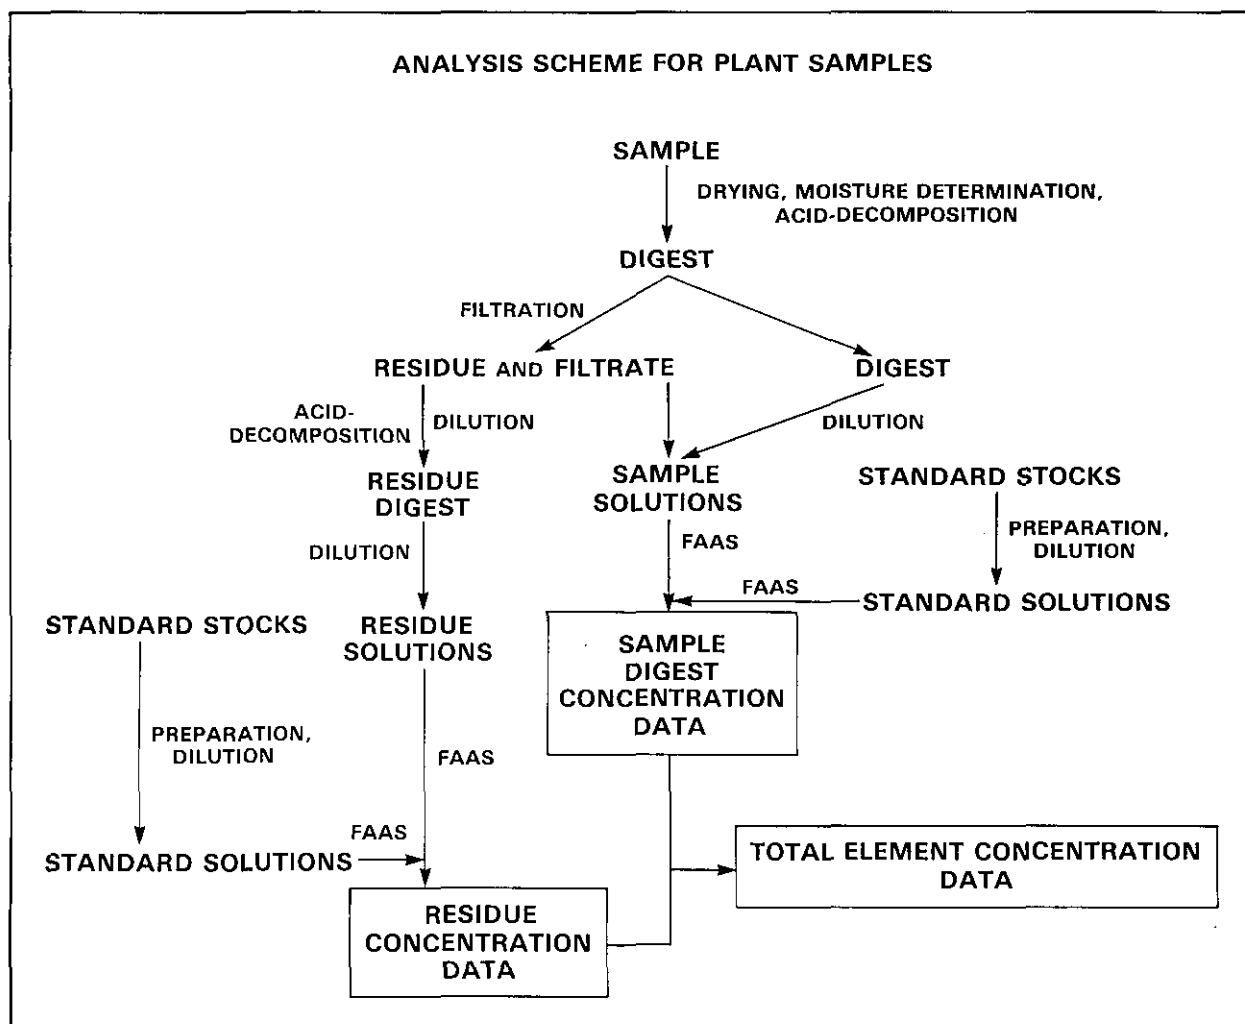 ANALYSIS SCHEME FOR PLANT SAMPLES
SAMPLE
DRYING, MOISTURE DETERMINATION,
ACID-DECOMPOSITION
DIGEST
FILTRATION
RESIDUE AND FILTRATE
DIGEST
ACID-
DECOMPOSITION
DILUTION
DILUTION
RESIDUE
DIGEST
SAMPLE
SOLUTIONS
STANDARD STOCKS
DILUTION
FAAS
PREPARATION,
DILUTION
FAAS
STANDARD SOLUTIONS
STANDARD STOCKS
RESIDUE
SOLUTIONS
SAMPLE
DIGEST
CONCENTRATION
DATA
PREPARATION,
DILUTION
FAAS
FAAS
STANDARD SOLUTIONS
TOTAL ELEMENT CONCENTRATION
DATA
RESIDUE
CONCENTRATION
DATA